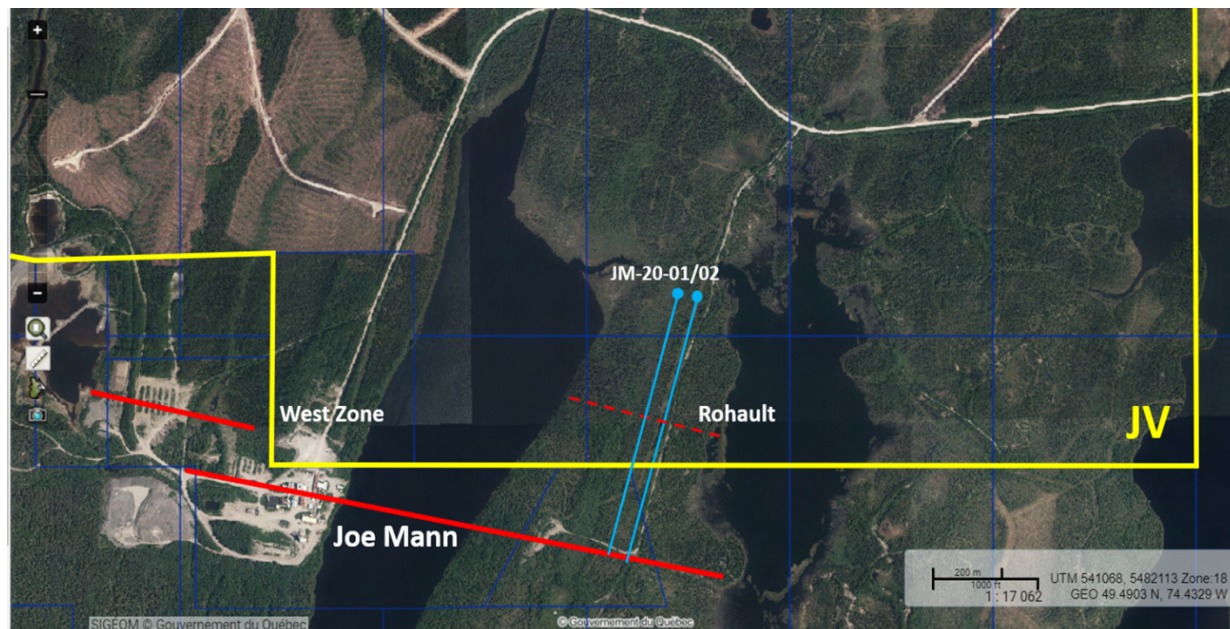 JM-20-01/02
West Zone
Rohault
JV
Joe Mann
200 m
1000 ft
1 : 17 062
UTM 541068, 5482113 Zone:18
GEO 49.4903 N, 74.4329 W
SIGÉOM © Gouvernement du Québec
© Gouvernement du Québec